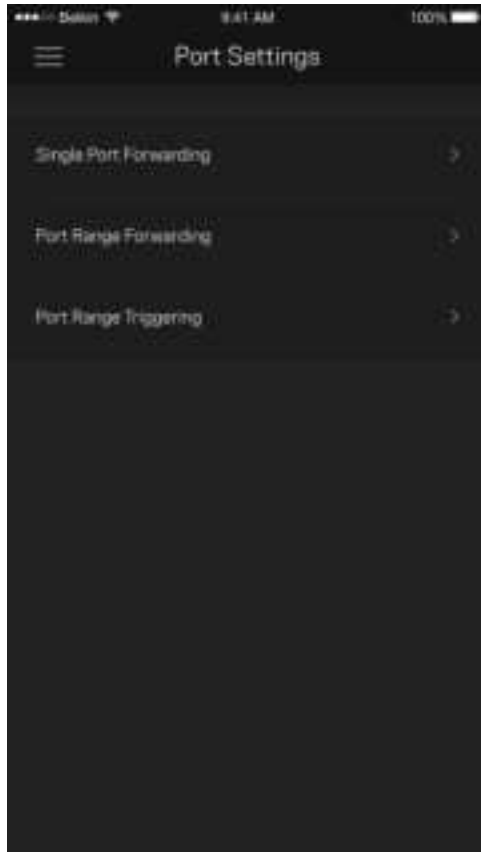 Belkin 9:41 AM 100%
Port Settings
Single Port Forwarding
Port Range Forwarding
Port Range Triggering